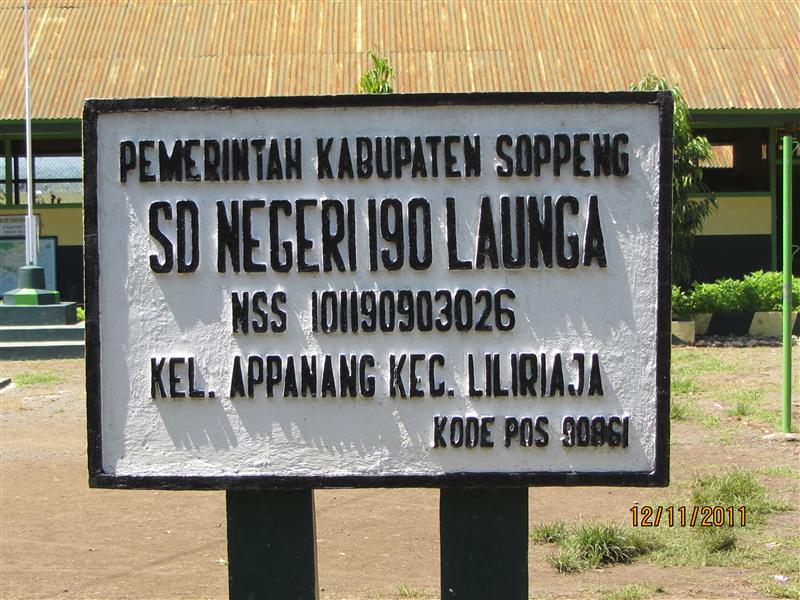 PEMERINTAH KABUPATEN SOPPENG
SD NEGERI 190 LAUNGA
NSS 101190903026
KEL. APPANANG KEC. LILIRIAJA
KODE POS 90861
12/11/2011